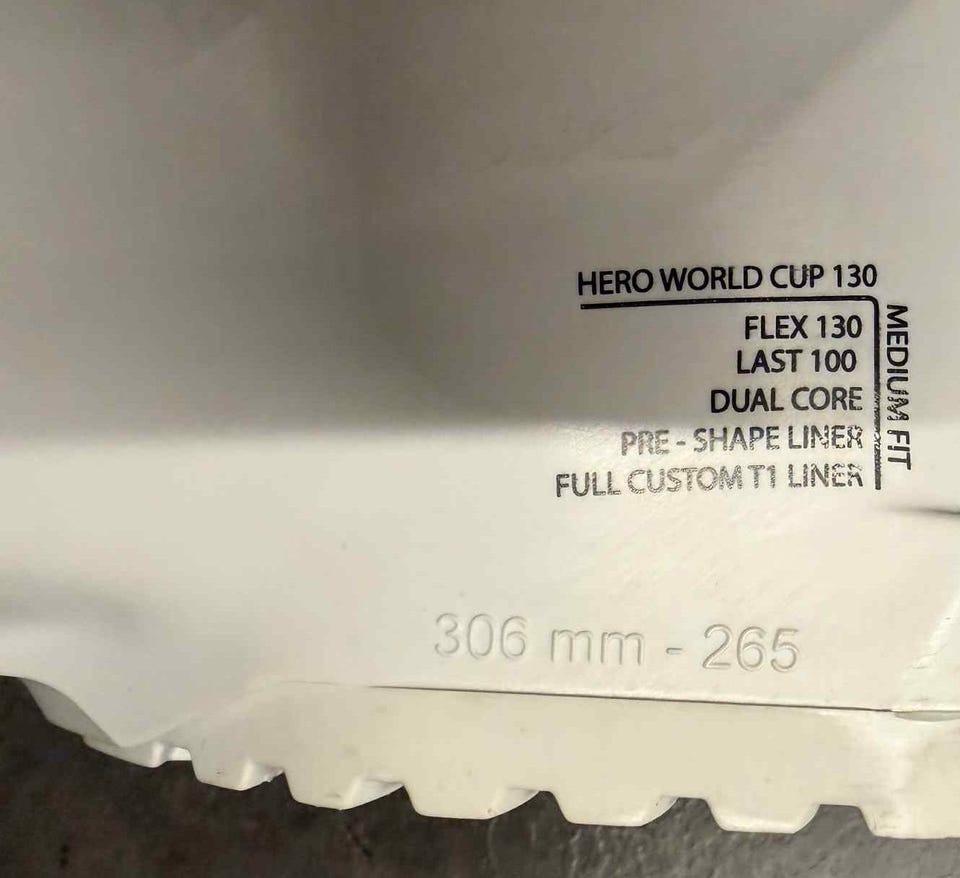 HERO WORLD CUP 130
FLEX 130
LAST 100
DUAL CORE
PRE - SHAPE LINER
FULL CUSTOM T1 LINER
MEDIUM FIT
306 mm - 265